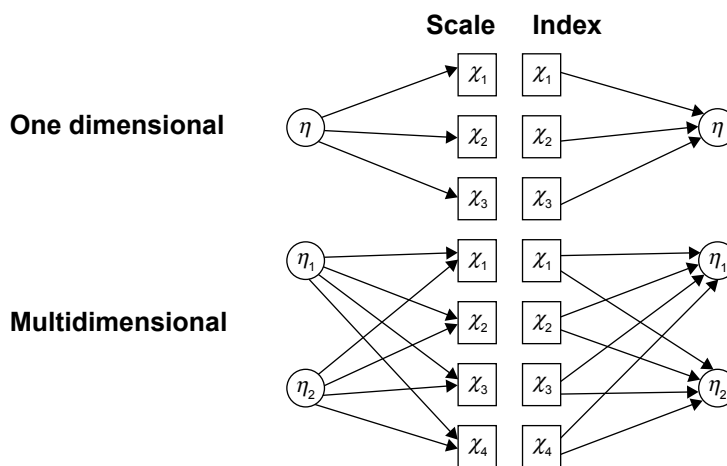 Scale Index
χ1 χ1
One dimensional η χ2 χ2 η
χ3 χ3
η1 χ1 χ1 η1
Multidimensional χ2 χ2
η2 χ3 χ3 η2
χ4 χ4